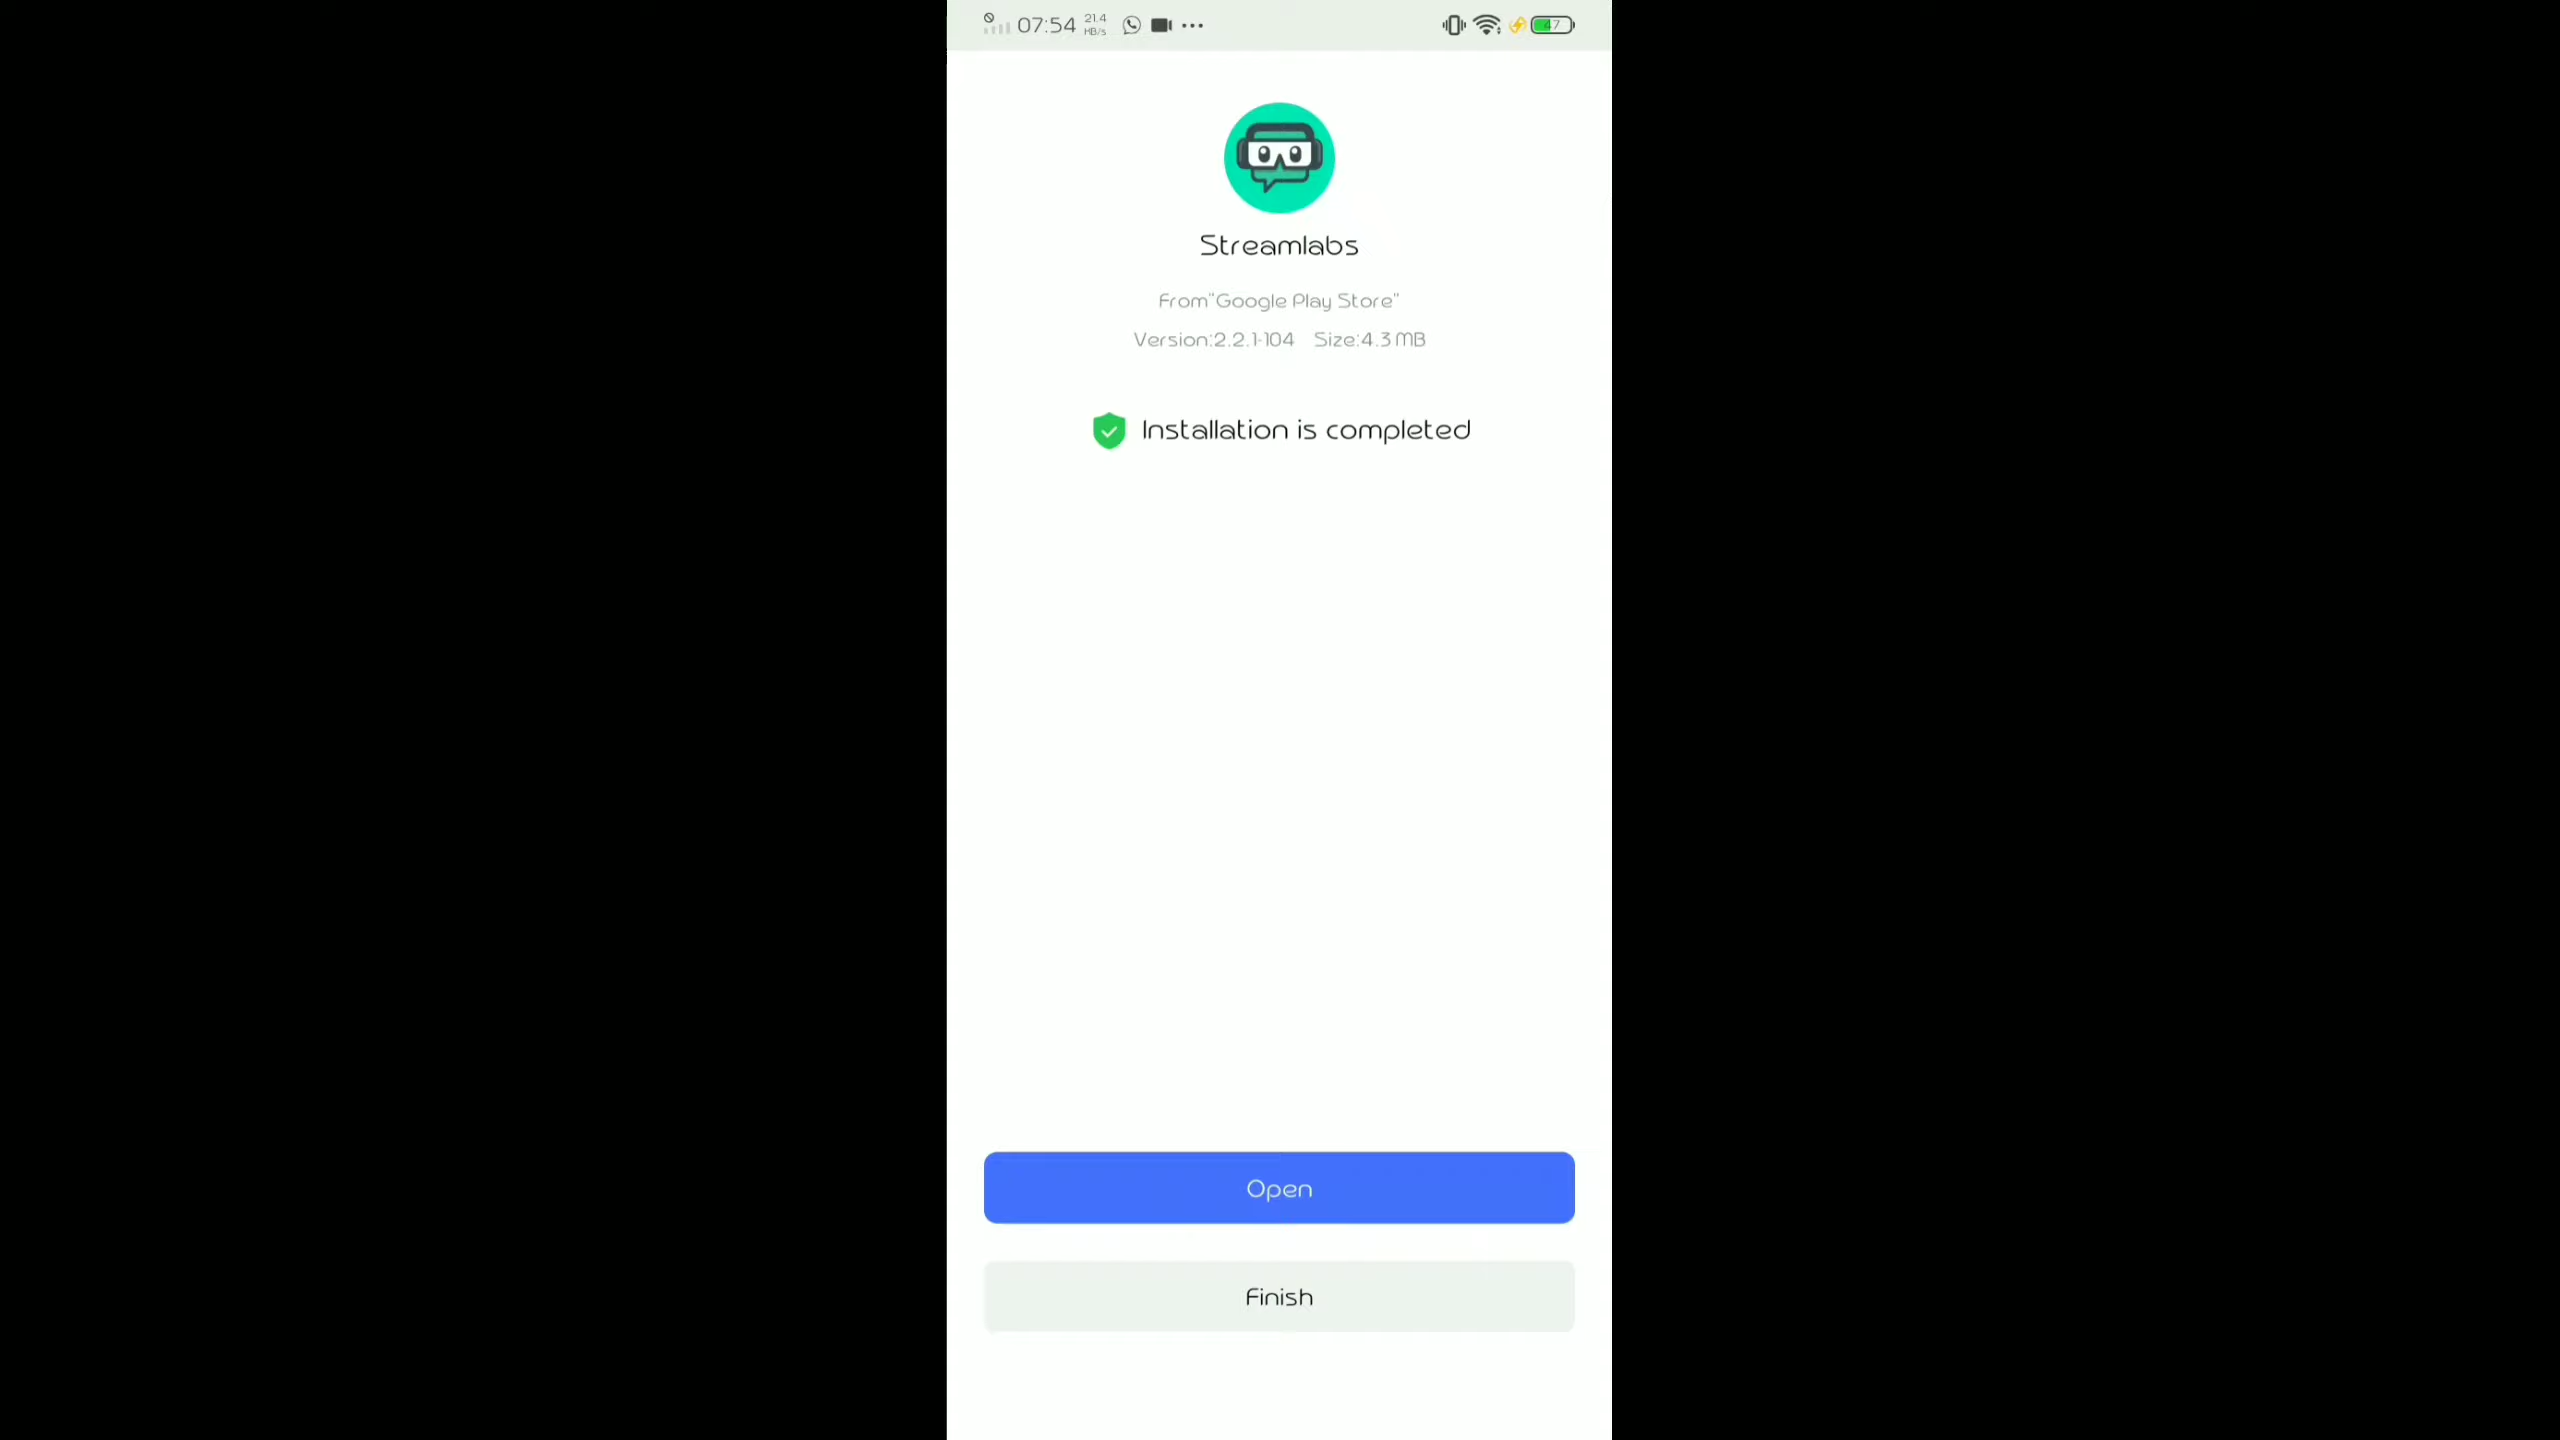 07:54 21.4 KB/s 47
Streamlabs
From"Google Play Store"
Version:2.2.1-104 Size:4.3 MB
Installation is completed
Open
Finish